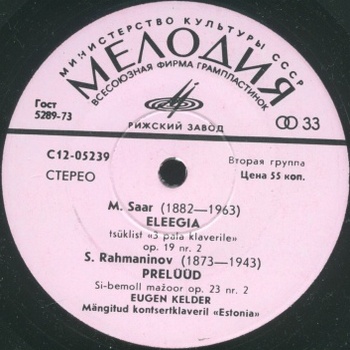 МИНИСТЕРСТВО КУЛЬТУРЫ СССР
МЕЛОДИЯ
ВСЕСОЮЗНАЯ ФИРМА ГРАМПЛАСТИНОК
Гост
5289-73
РИЖСКИЙ ЗАВОД
33
С12-05239
СТЕРЕО
Вторая группа
Цена 55 коп.
M. Saar (1882—1963)
ELEEGIA
tsüklist «3 pala klaverile»
op. 19 nr. 2
S. Rahmaninov (1873—1943)
PRELÜÜD
Si-bemoll mažoor op. 23 nr. 2
EUGEN KELDER
Mängitud kontsertklaveril «Estonia»